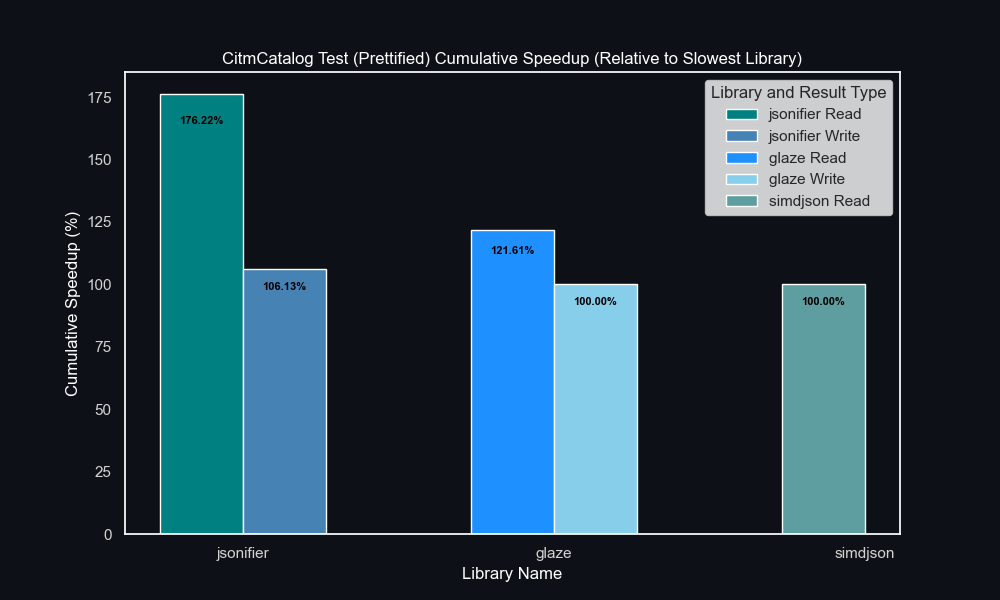 CitmCatalog Test (Prettified) Cumulative Speedup (Relative to Slowest Library)
Library and Result Type
jsonifier Read
jsonifier Write
glaze Read
glaze Write
simdjson Read
Cumulative Speedup (%)
175
150
125
100
75
50
25
0
176.22%
106.13%
121.61%
100.00%
100.00%
jsonifier
glaze
simdjson
Library Name